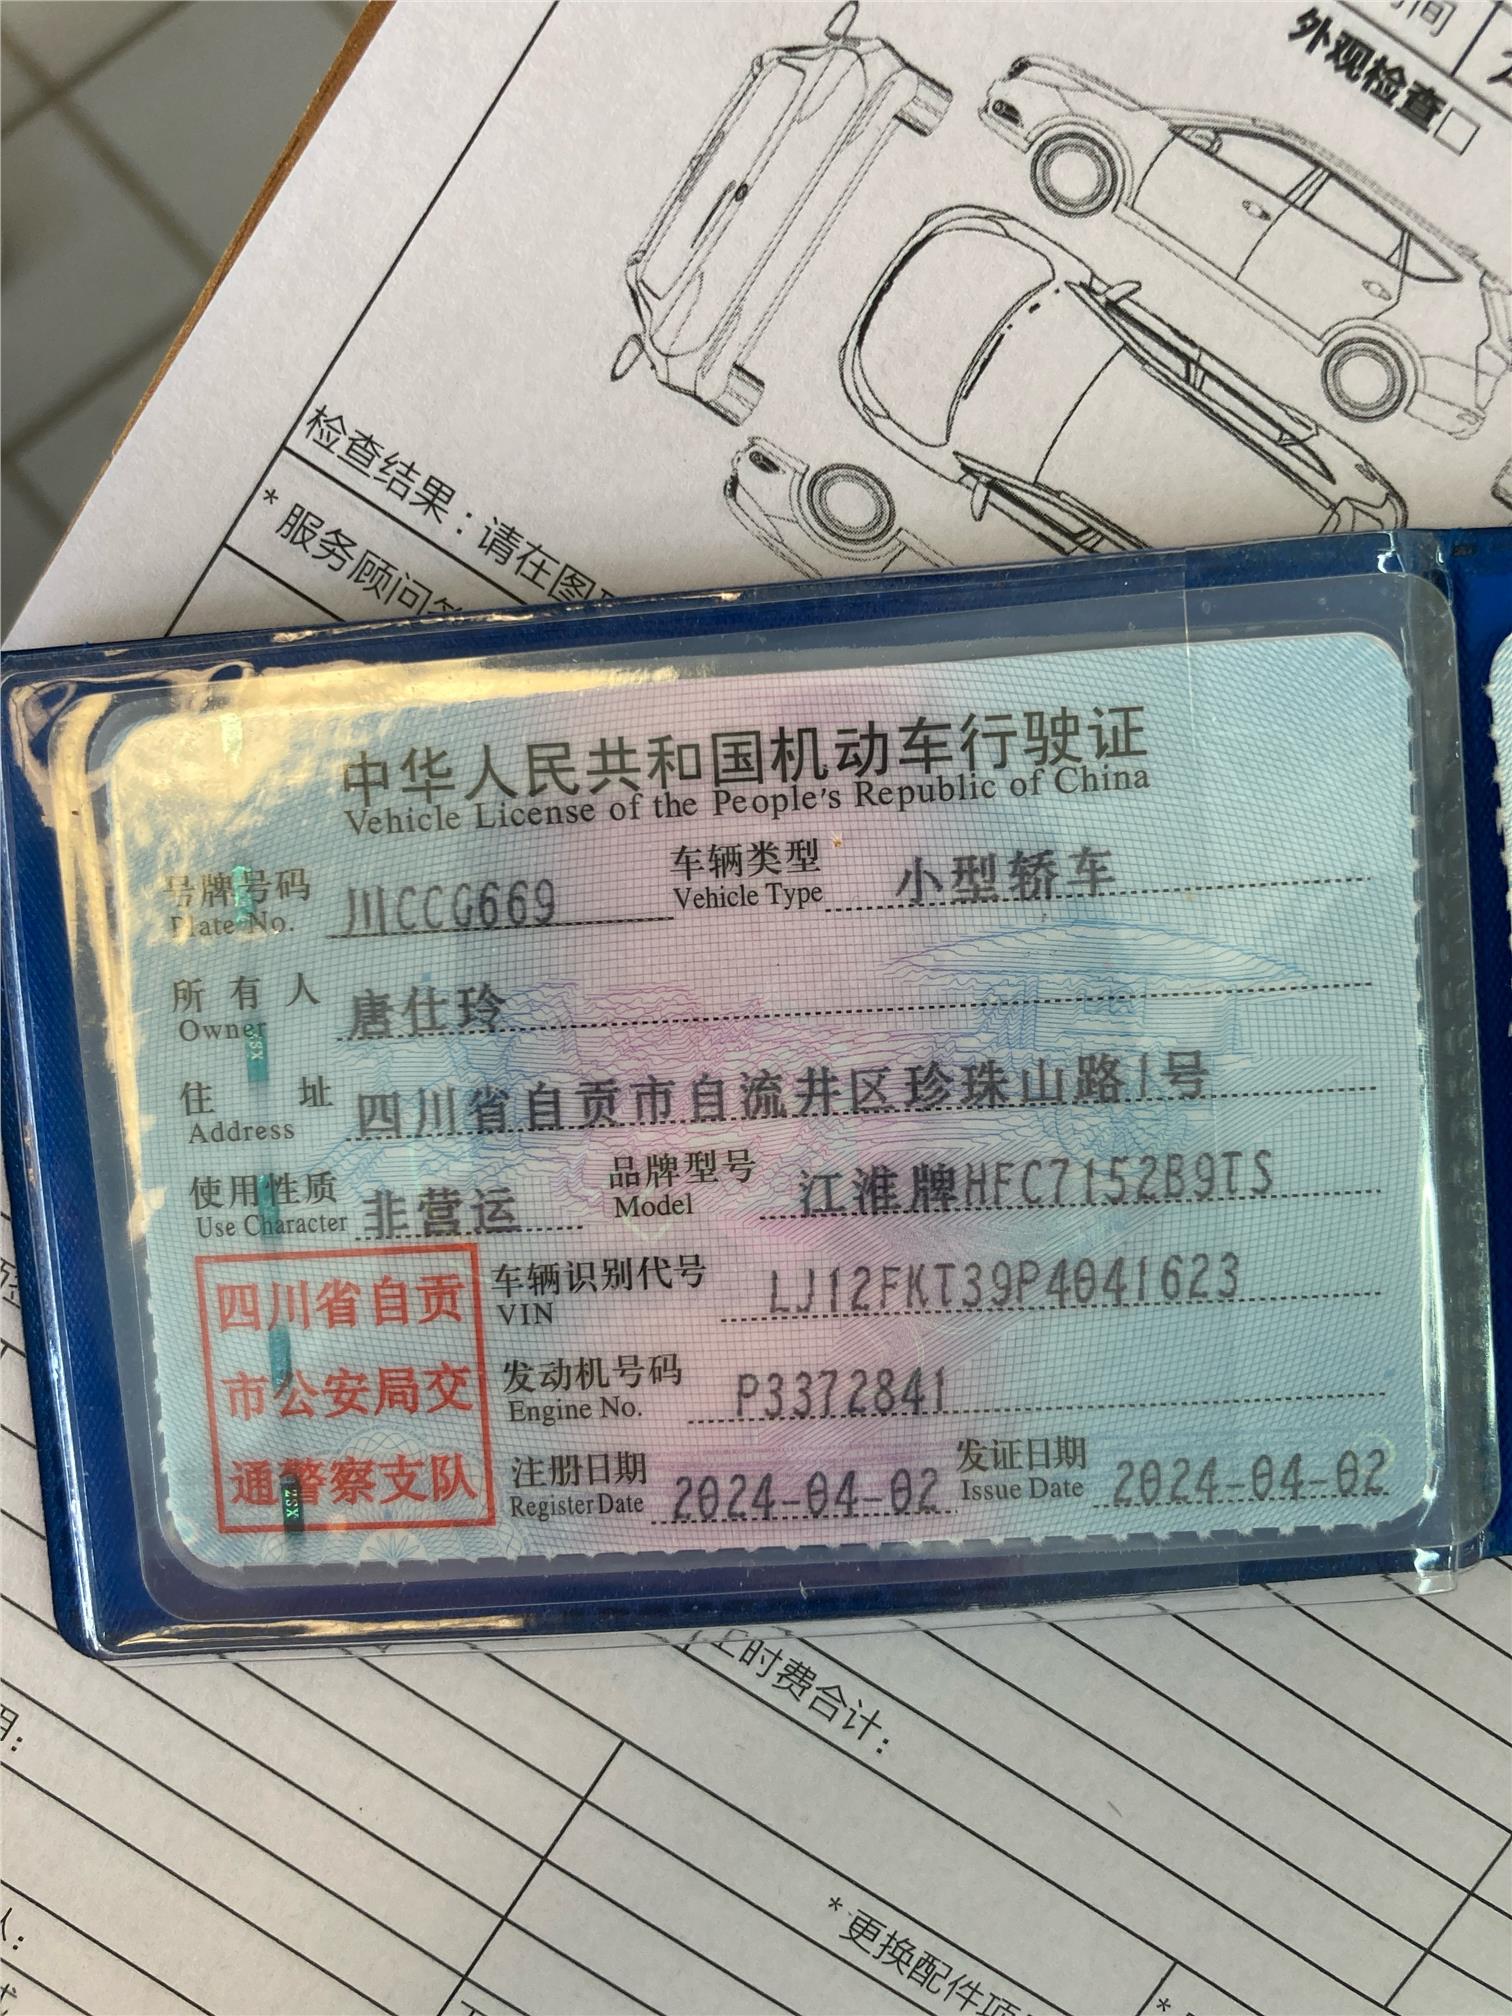 间
外观检查□
检查结果：请在图
*服务顾问
中华人民共和国机动车行驶证
Vehicle License of the People's Republic of China
号牌号码 川CCG669 车辆类型 小型轿车
Plate No. Vehicle Type
所有人 唐仕玲
Owner
住址 四川省自贡市自流井区珍珠山路1号
Address
使用性质 非营运 品牌型号 江淮牌HFC7152B9TS
Use Character Model
四川省自贡
市公安局交
通警察支队
车辆识别代号 LJ12FKT39P4041623
VIN
发动机号码 P3372841
Engine No.
注册日期 2024-04-02 发证日期 2024-04-02
Register Date Issue Date
工时费合计：
*更换配件项